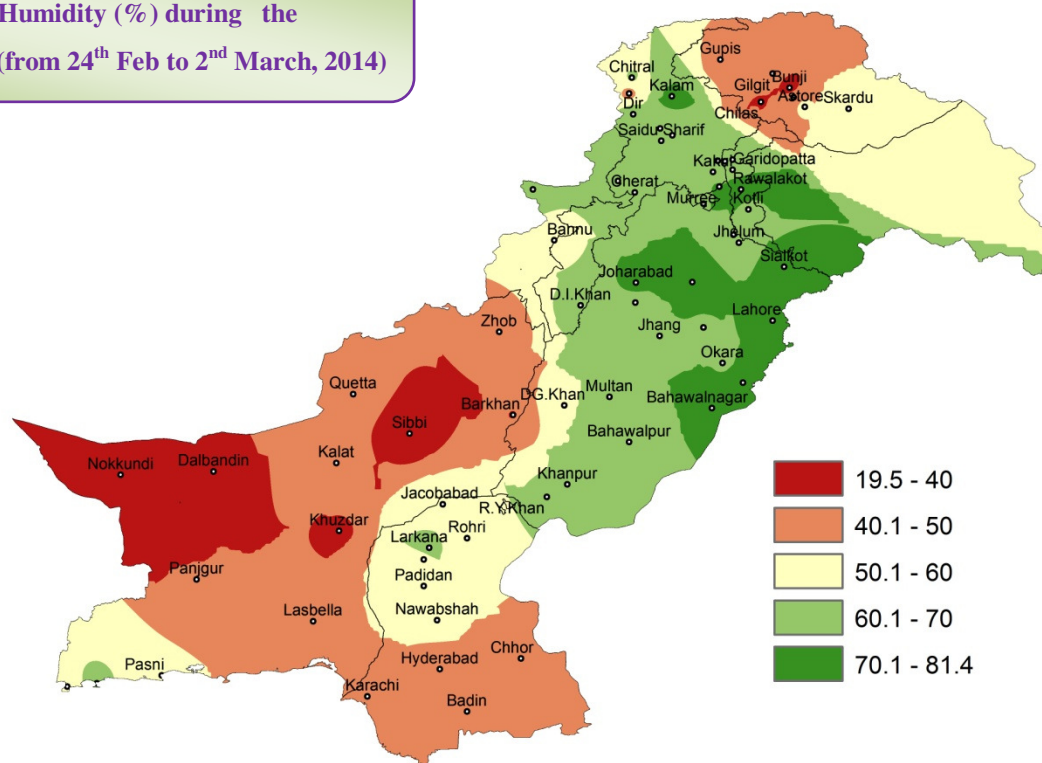 Humidity (%) during the
(from 24th Feb to 2nd March, 2014)
Gupis
Chitral
Bunji
Kalam
Gilgit
Astore
Skardu
Dir
Chilas
Saidu Sharif
Garidopatta
Rawalakot
Cherat
Murree
Kotli
Bannu
Jhelum
Sialkot
Joharabad
D.I.Khan
Lahore
Zhob
Jhang
Okara
Quetta
Multan
DG.Khan
Barkhan
Bahawalnagar
Sibbi
Bahawalpur
Kalat
Nokkundi
Dalbandin
Khanpur
19.5 - 40
Jacobabad
R.Y.Khan
40.1 - 50
Khuzdar
Rohri
Larkana
50.1 - 60
Panjgur
Padidan
60.1 - 70
Lasbella
Nawabshah
70.1 - 81.4
Pasni
Hyderabad
Chhor
Karachi
Badin